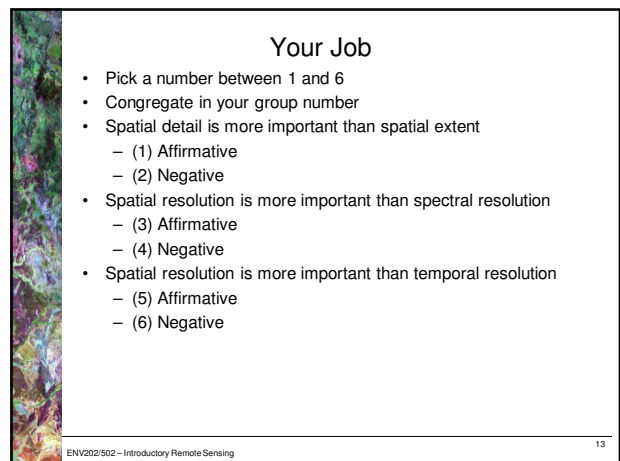 Your Job
• Pick a number between 1 and 6
• Congregate in your group number
• Spatial detail is more important than spatial extent
– (1) Affirmative
– (2) Negative
• Spatial resolution is more important than spectral resolution
– (3) Affirmative
– (4) Negative
• Spatial resolution is more important than temporal resolution
– (5) Affirmative
– (6) Negative
ENV202/502 – Introductory Remote Sensing
13